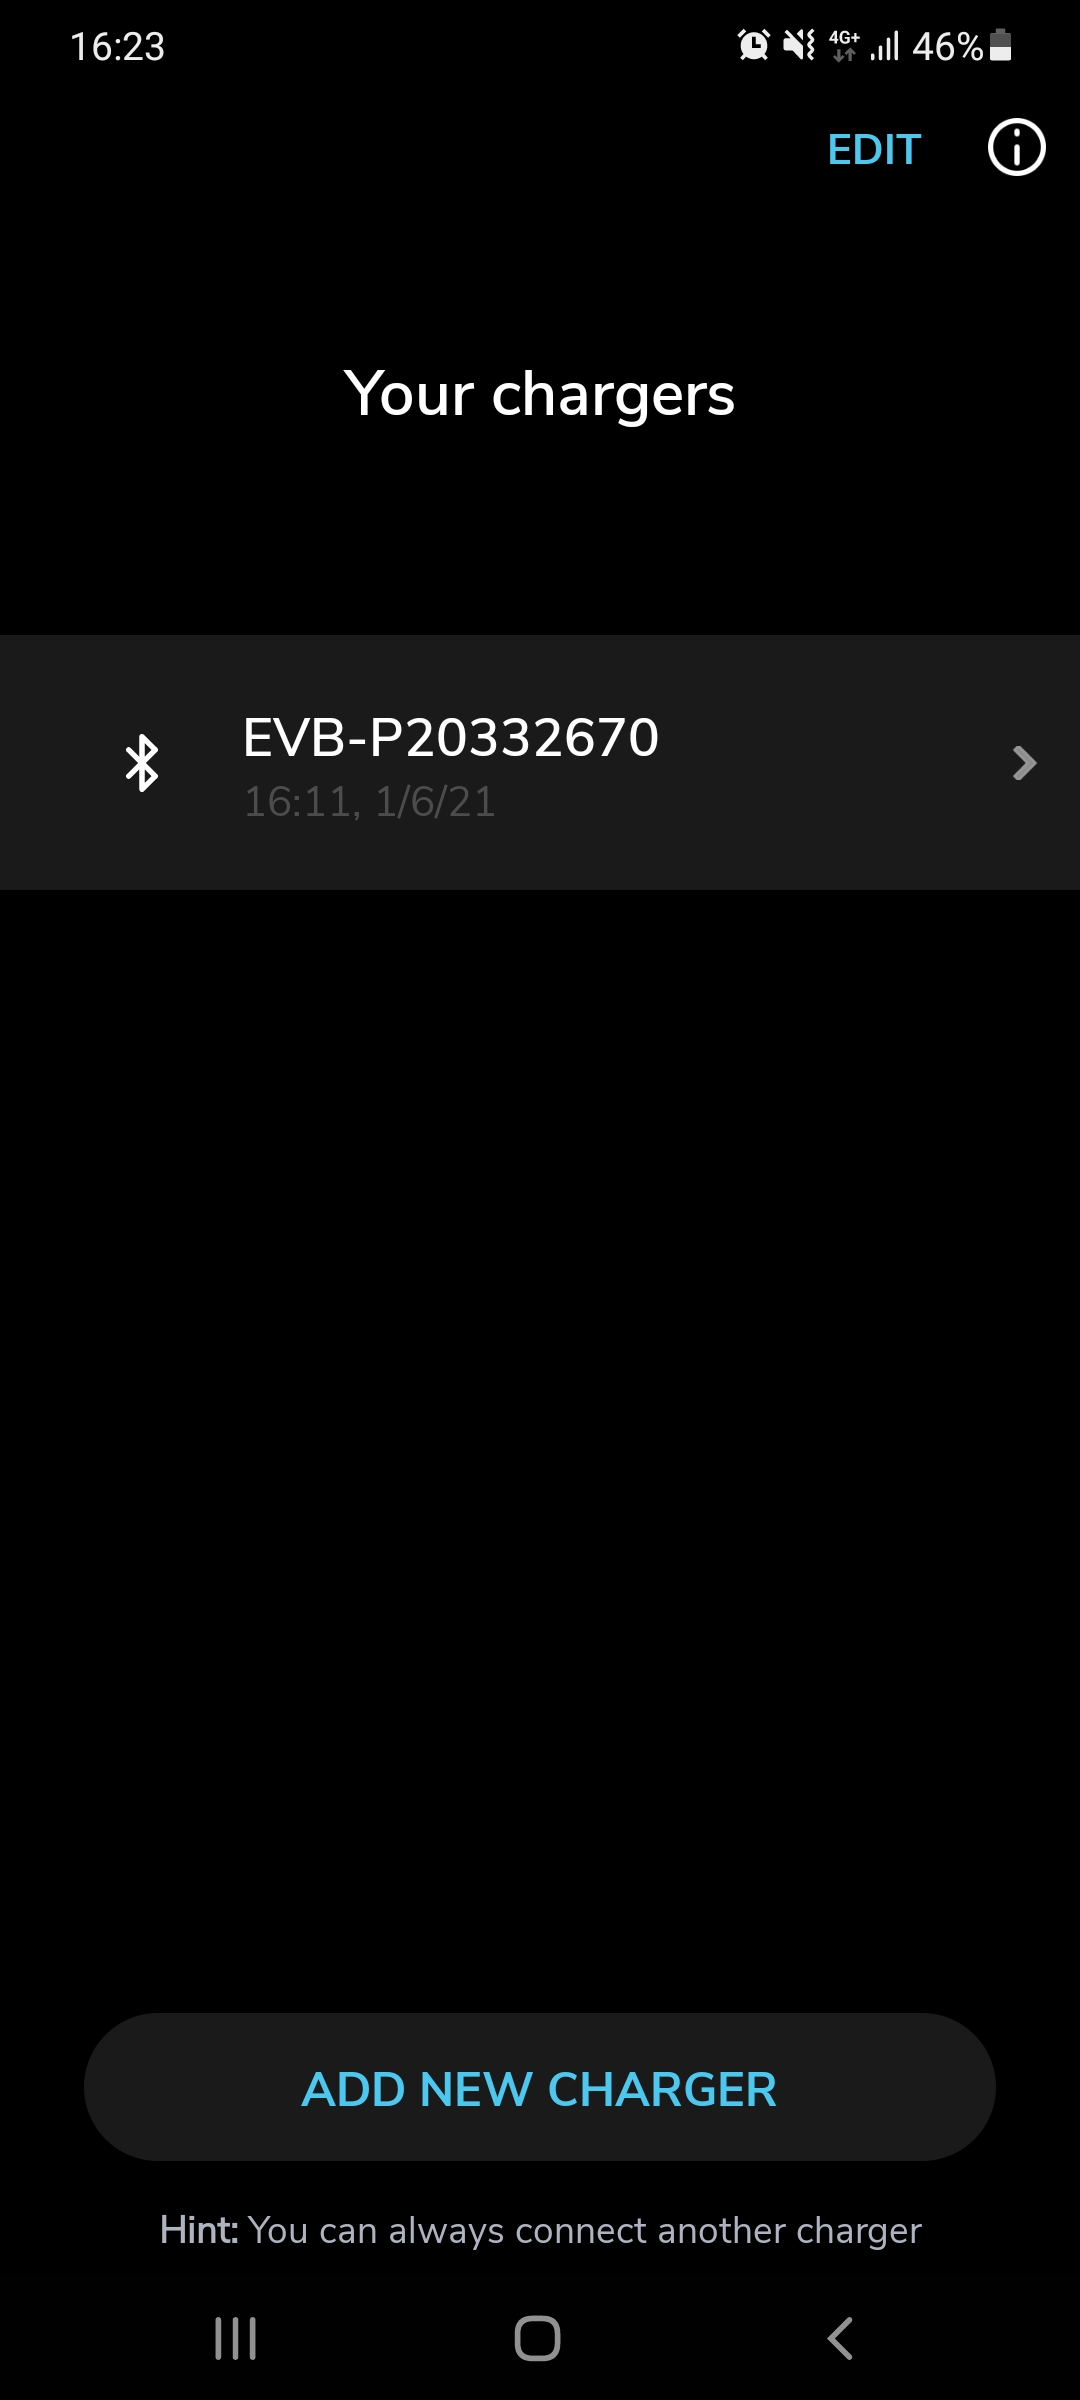 16:23
4G+ 46%
EDIT
Your chargers
EVB-P20332670
16:11, 1/6/21
ADD NEW CHARGER
Hint: You can always connect another charger